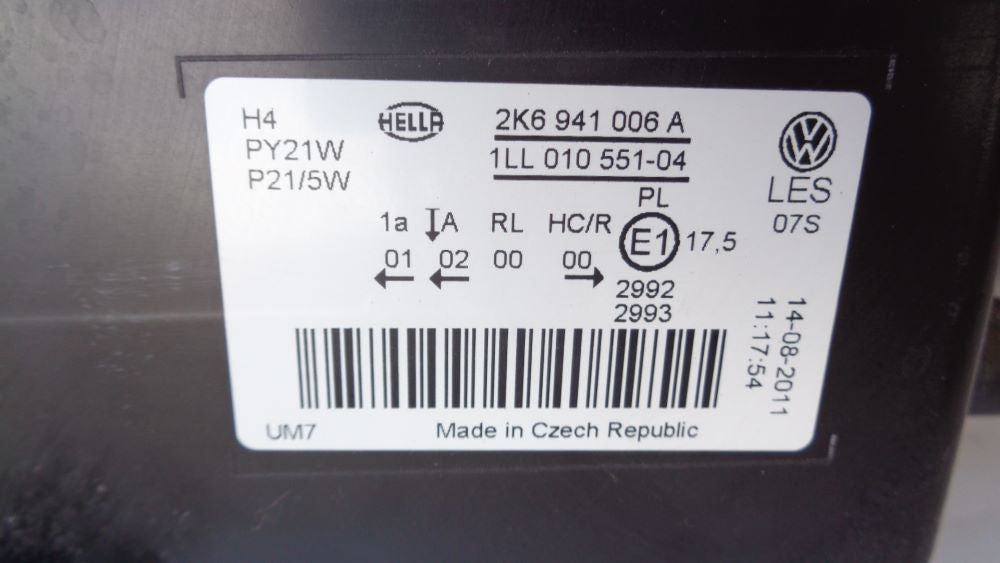 H4
PY21W
P21/5W
HELLA
2K6 941 006 A
1LL 010 551-04
PL
VW
LES
07S
1a A RL HC/R
E1 17,5
01 02 00 00
2992
2993
14-08-2011
11:17:54
UM7
Made in Czech Republic